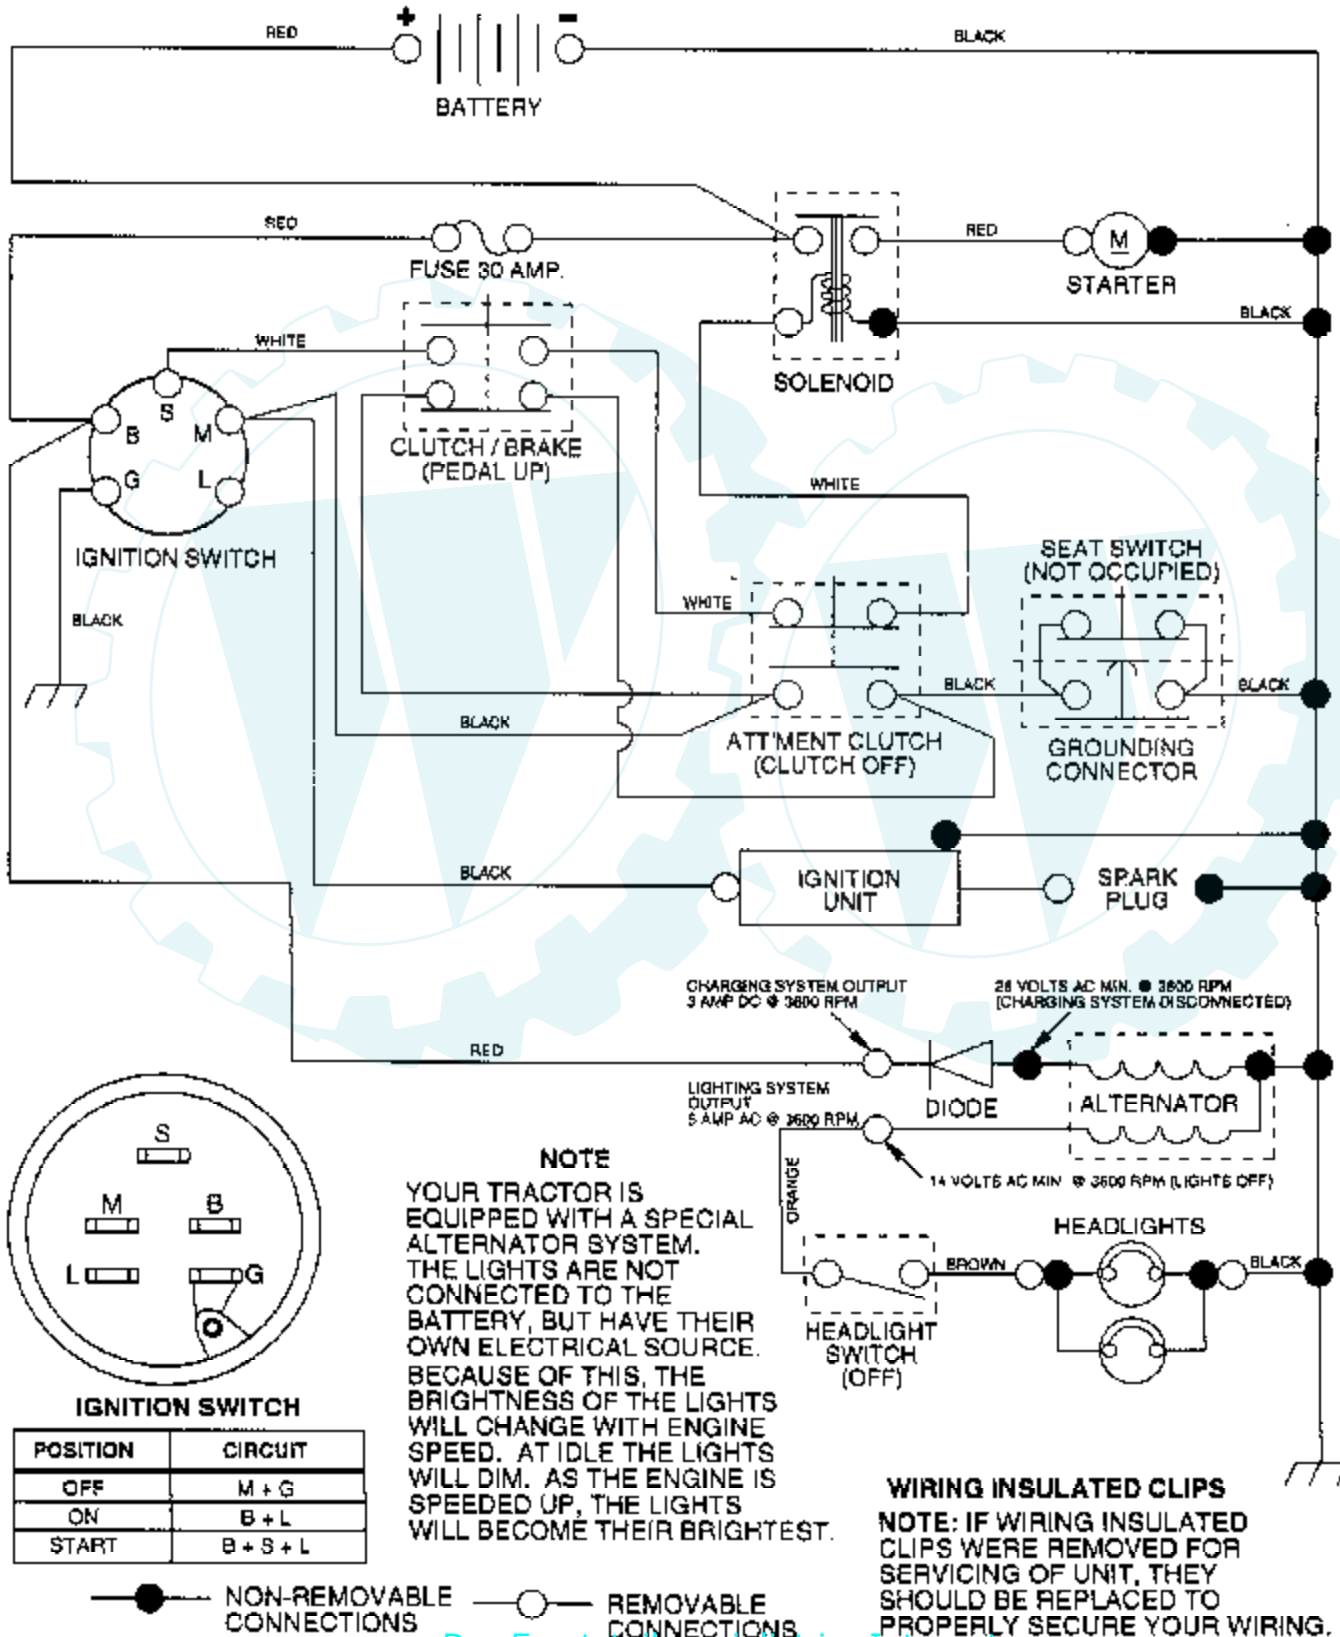 +
-
RED
BLACK
BATTERY
RED
RED
FUSE 30 AMP.
M
STARTER
BLACK
WHITE
SOLENOID
S
B
M
G
L
CLUTCH / BRAKE
(PEDAL UP)
IGNITION SWITCH
WHITE
SEAT SWITCH
(NOT OCCUPIED)
WHITE
BLACK
BLACK
BLACK
BLACK
ATT'MENT CLUTCH
(CLUTCH OFF)
GROUNDING
CONNECTOR
BLACK
IGNITION
UNIT
SPARK
PLUG
CHARGING SYSTEM OUTPUT
3 AMP DC @ 3600 RPM
28 VOLTS AC MIN. @ 3600 RPM
(CHARGING SYSTEM DISCONNECTED)
RED
LIGHTING SYSTEM
OUTPUT
5 AMP AC @ 3600 RPM
DIODE
ALTERNATOR
14 VOLTS AC MIN @ 3600 RPM (LIGHTS OFF)
ORANGE
HEADLIGHTS
BROWN
BLACK
HEADLIGHT
SWITCH
(OFF)
S
M
B
L
G
IGNITION SWITCH
POSITION CIRCUIT
OFF M + G
ON B + L
START B + S + L
NOTE
YOUR TRACTOR IS
EQUIPPED WITH A SPECIAL
ALTERNATOR SYSTEM.
THE LIGHTS ARE NOT
CONNECTED TO THE
BATTERY, BUT HAVE THEIR
OWN ELECTRICAL SOURCE.
BECAUSE OF THIS, THE
BRIGHTNESS OF THE LIGHTS
WILL CHANGE WITH ENGINE
SPEED. AT IDLE THE LIGHTS
WILL DIM. AS THE ENGINE IS
SPEEDED UP, THE LIGHTS
WILL BECOME THEIR BRIGHTEST.
WIRING INSULATED CLIPS
NOTE: IF WIRING INSULATED
CLIPS WERE REMOVED FOR
SERVICING OF UNIT, THEY
SHOULD BE REPLACED TO
PROPERLY SECURE YOUR WIRING.
NON-REMOVABLE
CONNECTIONS
REMOVABLE
CONNECTIONS